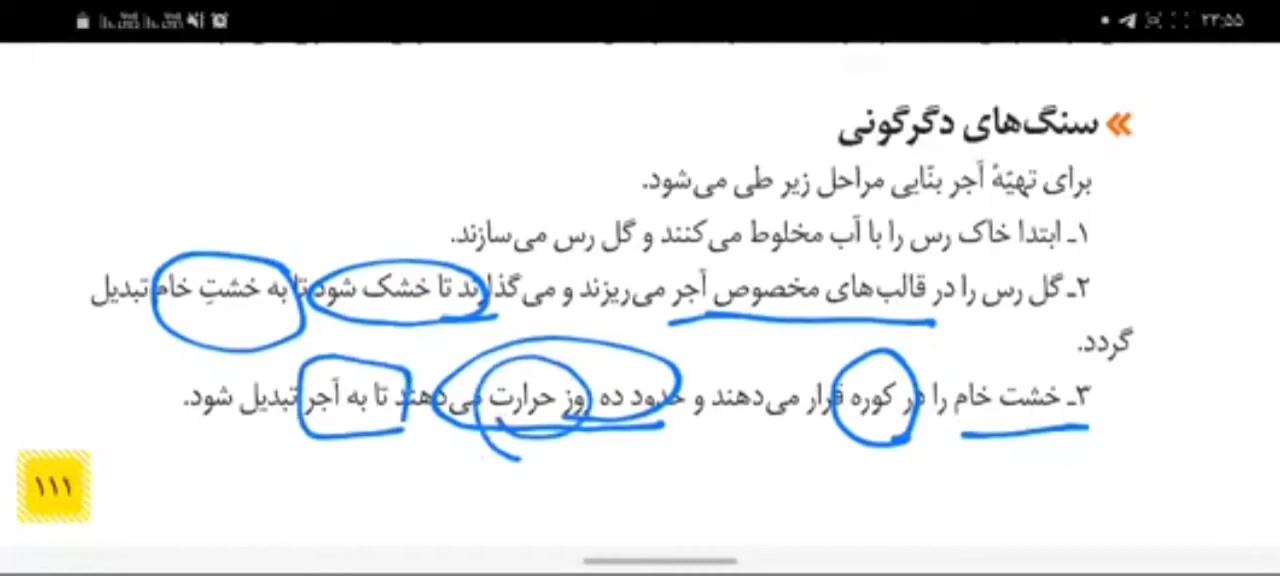 ۲۳:۵۵
« سنگ‌های دگرگونی
برای تهیّهٔ آجر بنّایی مراحل زیر طی می‌شود.
۱ـ ابتدا خاک رس را با آب مخلوط می‌کنند و گل رس می‌سازند.
۲ـ گل رس را در قالب‌های مخصوص آجر می‌ریزند و می‌گذارند تا خشک شود تا به خشتِ خام تبدیل
گردد.
۳ـ خشت خام را در کوره قرار می‌دهند و حدود ده روز حرارت می‌دهند تا به آجر تبدیل شود.
۱۱۱